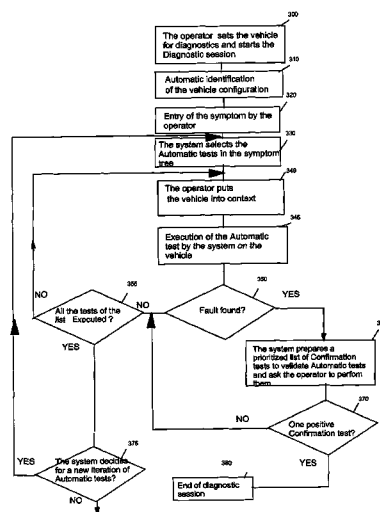 300
The operator sets the vehicle
for diagnostics and starts the
Diagnostic session
310
Automatic identification
of the vehicle configuration
320
Entry of the symptom by the
operator
330
The system selects the
Automatic tests in the symptom
tree
340
The operator puts
the vehicle into context
345
Execution of the Automatic
test by the system on the
vehicle
350
Fault found?
YES
NO
355
All the tests of the
list Executed ?
NO
YES
The system prepares a
prioritized list of Confirmation
tests to validate Automatic tests
and ask the operator to perfom
them
370
One positive
Confirmation test?
NO
YES
375
The system decides
for a new iteration of
Automatic tests?
YES
NO
380
End of diagnostic
session